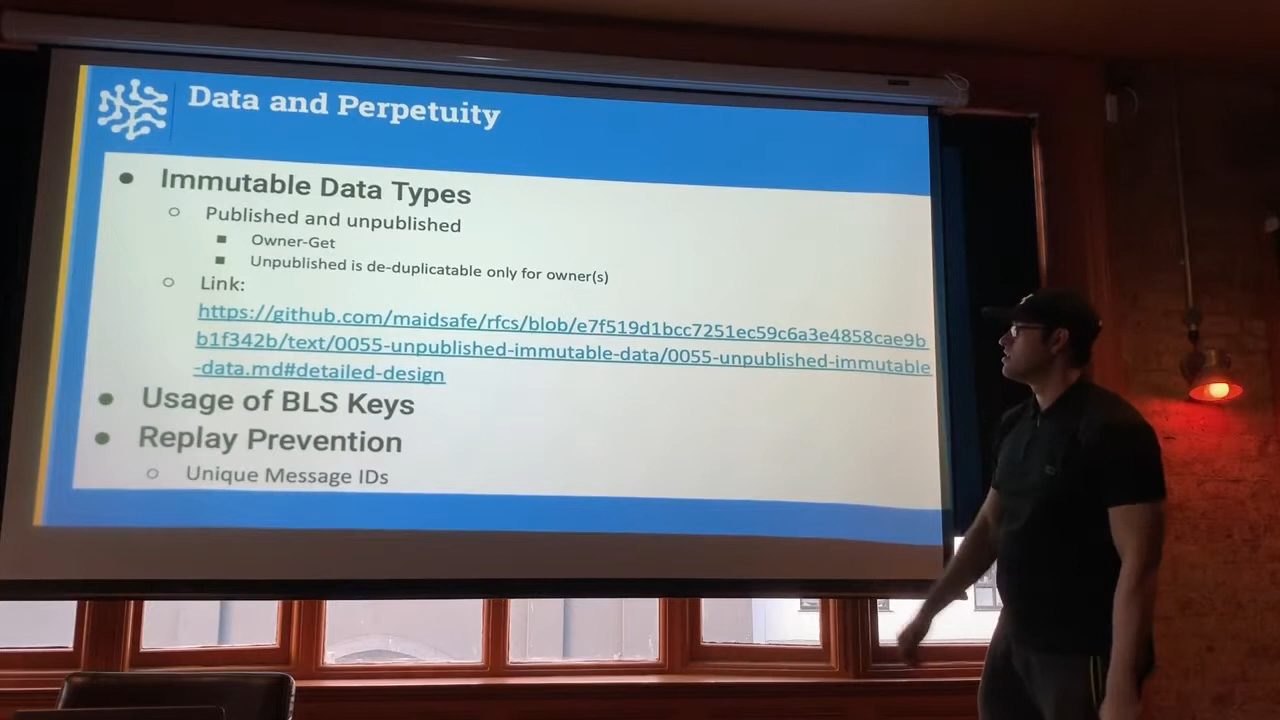 Data and Perpetuity
Immutable Data Types
Published and unpublished
Owner-Get
Unpublished is de-duplicatable only for owner(s)
Link:
https://github.com/maidsafe/rfcs/blob/e7f519d1bcc7251ec59c6a3e4858cae9b
b1f342b/text/0055-unpublished-immutable-data/0055-unpublished-immutable
-data.md#detailed-design
Usage of BLS Keys
Replay Prevention
Unique Message IDs